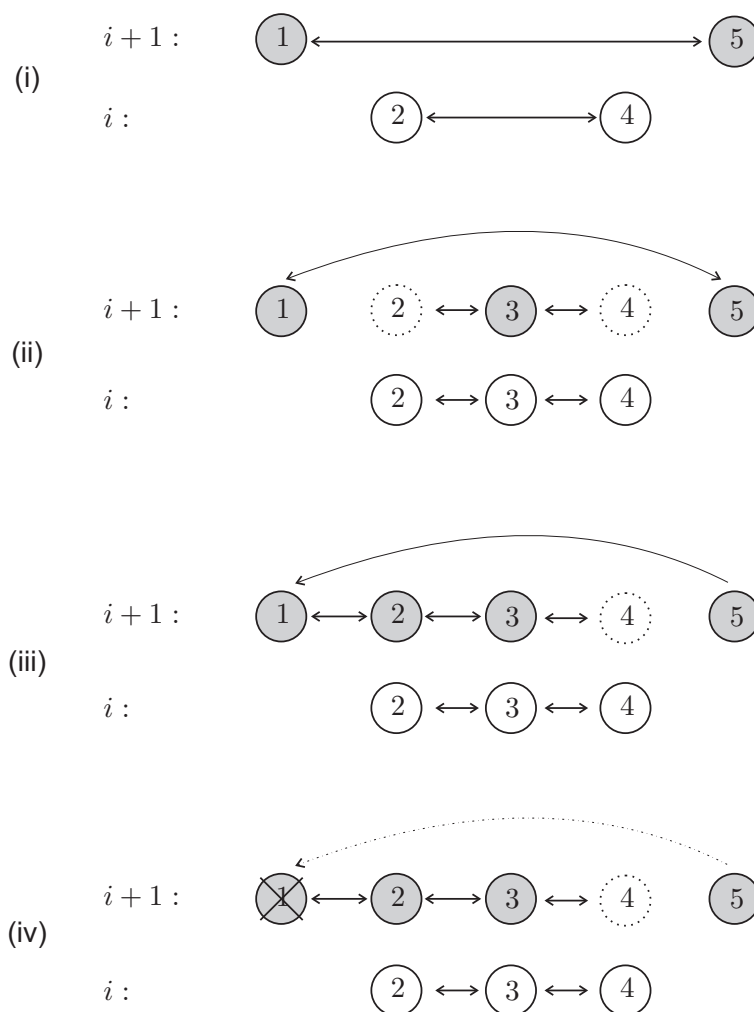 i + 1 : 1 5
(i)
i : 2 4
i + 1 : 1 2 3 4 5
(ii)
i : 2 3 4
i + 1 : 1 2 3 4 5
(iii)
i : 2 3 4
i + 1 : 1 2 3 4 5
(iv)
i : 2 3 4